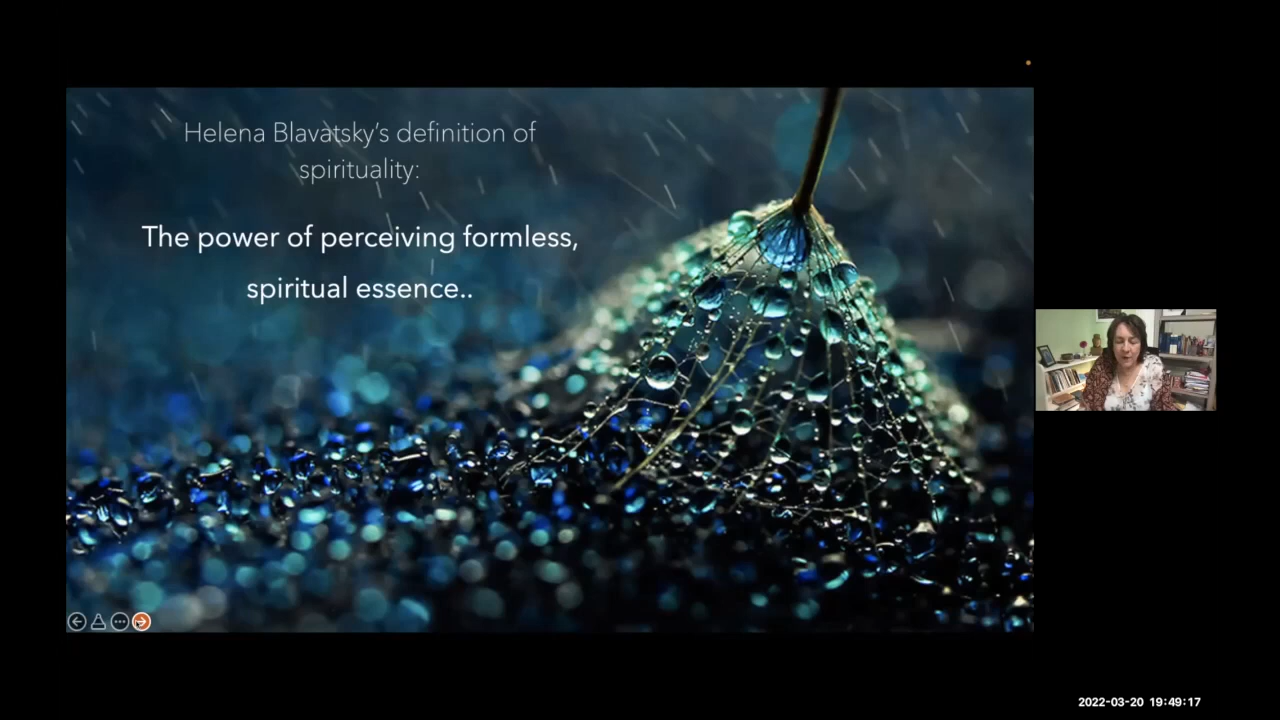 Helena Blavatsky’s definition of
spirituality:
The power of perceiving formless,
spiritual essence..
2022-03-20 19:49:17